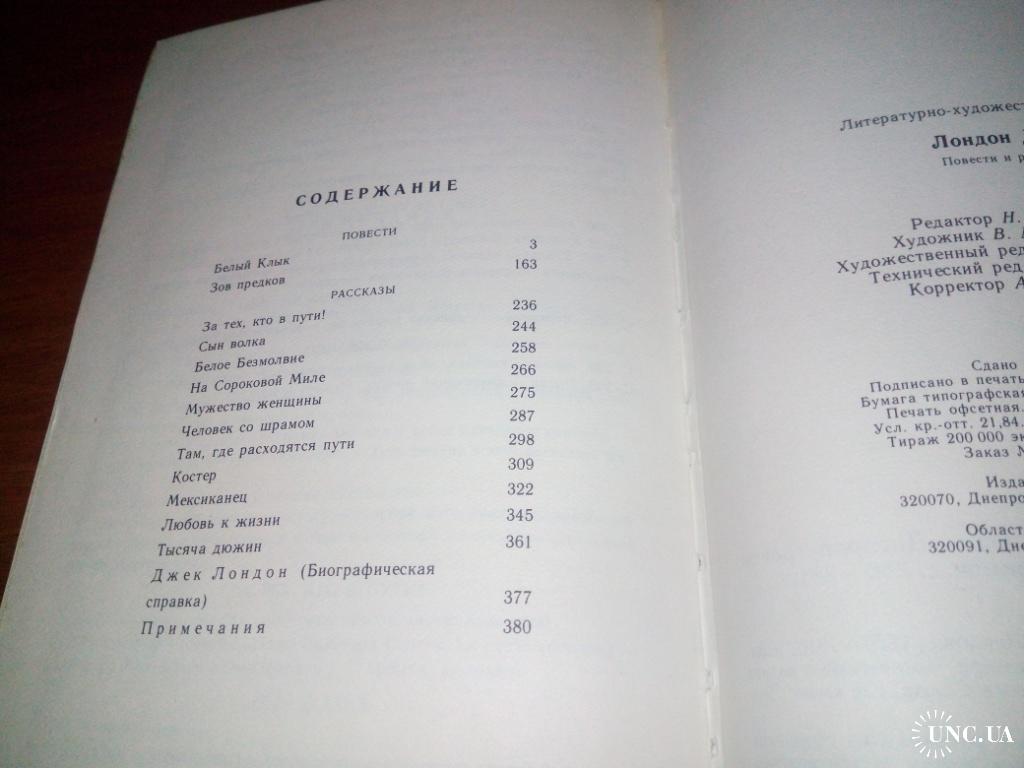 СОДЕРЖАНИЕ
ПОВЕСТИ
Белый Клык 3
Зов предков 163
РАССКАЗЫ
За тех, кто в пути! 236
Сын волка 244
Белое Безмолвие 258
На Сороковой Миле 266
Мужество женщины 275
Человек со шрамом 287
Там, где расходятся пути 298
Костер 309
Мексиканец 322
Любовь к жизни 345
Тысяча дюжин 361
Джек Лондон (Биографическая
справка) 377
Примечания 380
Литературно-художест
Лондон
Повести и р
Редактор Н.
Художник В.
Художественный ред
Технический ред
Корректор А
Сдано
Подписано в печать
Бумага типографская
Печать офсетная.
Усл. кр.-отт. 21,84.
Тираж 200 000 эк
Заказ №
Изда
320070, Днепро
Област
320091, Дне
UNC.UA